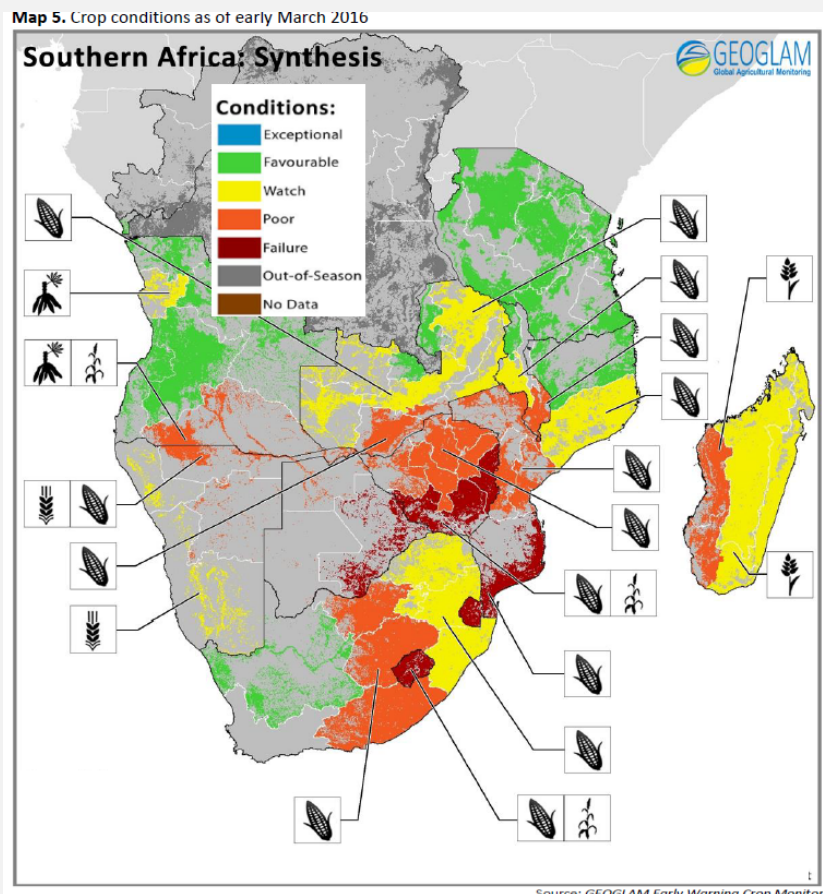 Map 5. Crop conditions as of early March 2016
Southern Africa: Synthesis
GEOGLAM
Global Agricultural Monitoring
Conditions:
Exceptional
Favourable
Watch
Poor
Failure
Out-of-Season
No Data
Source: GEOGLAM Early Warning Crop Monitor